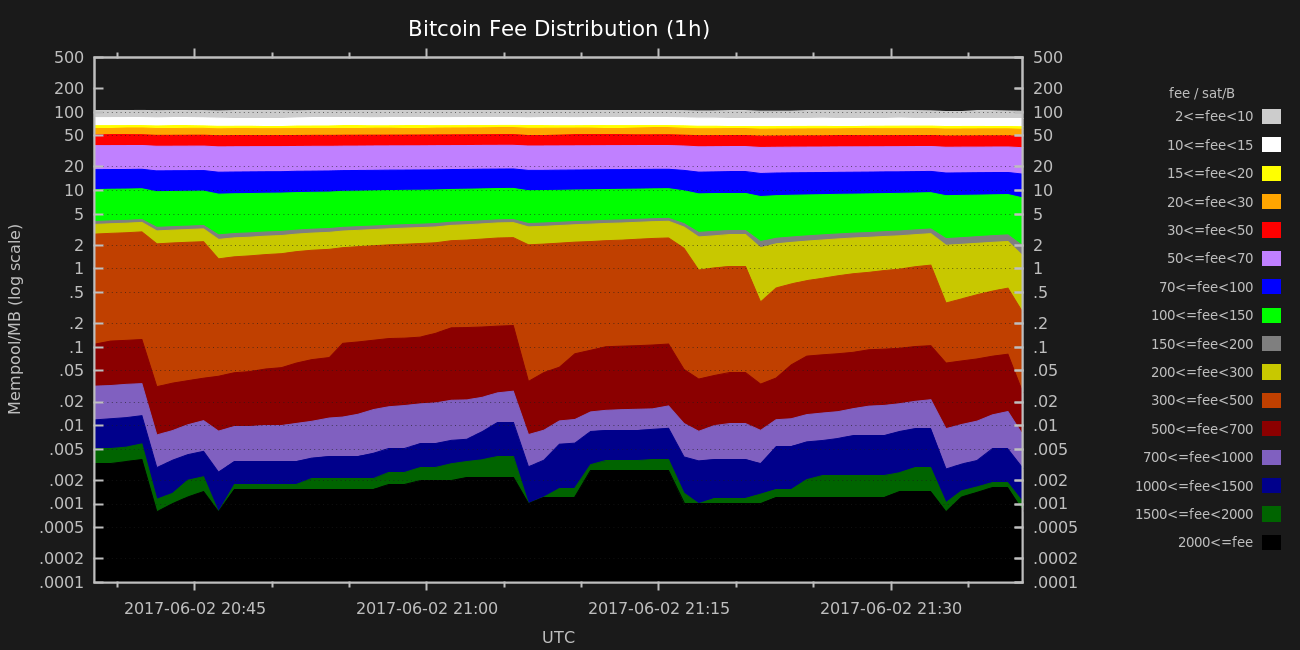 Bitcoin Fee Distribution (1h)
500
200
100
50
20
10
5
2
1
.5
.2
.1
.05
.02
.01
.005
.002
.001
.0005
.0002
.0001
Mempool/MB (log scale)
500
200
100
50
20
10
5
2
1
.5
.2
.1
.05
.02
.01
.005
.002
.001
.0005
.0002
.0001
2017-06-02 20:45
2017-06-02 21:00
2017-06-02 21:15
2017-06-02 21:30
UTC
fee / sat/B
2<=fee<10
10<=fee<15
15<=fee<20
20<=fee<30
30<=fee<50
50<=fee<70
70<=fee<100
100<=fee<150
150<=fee<200
200<=fee<300
300<=fee<500
500<=fee<700
700<=fee<1000
1000<=fee<1500
1500<=fee<2000
2000<=fee